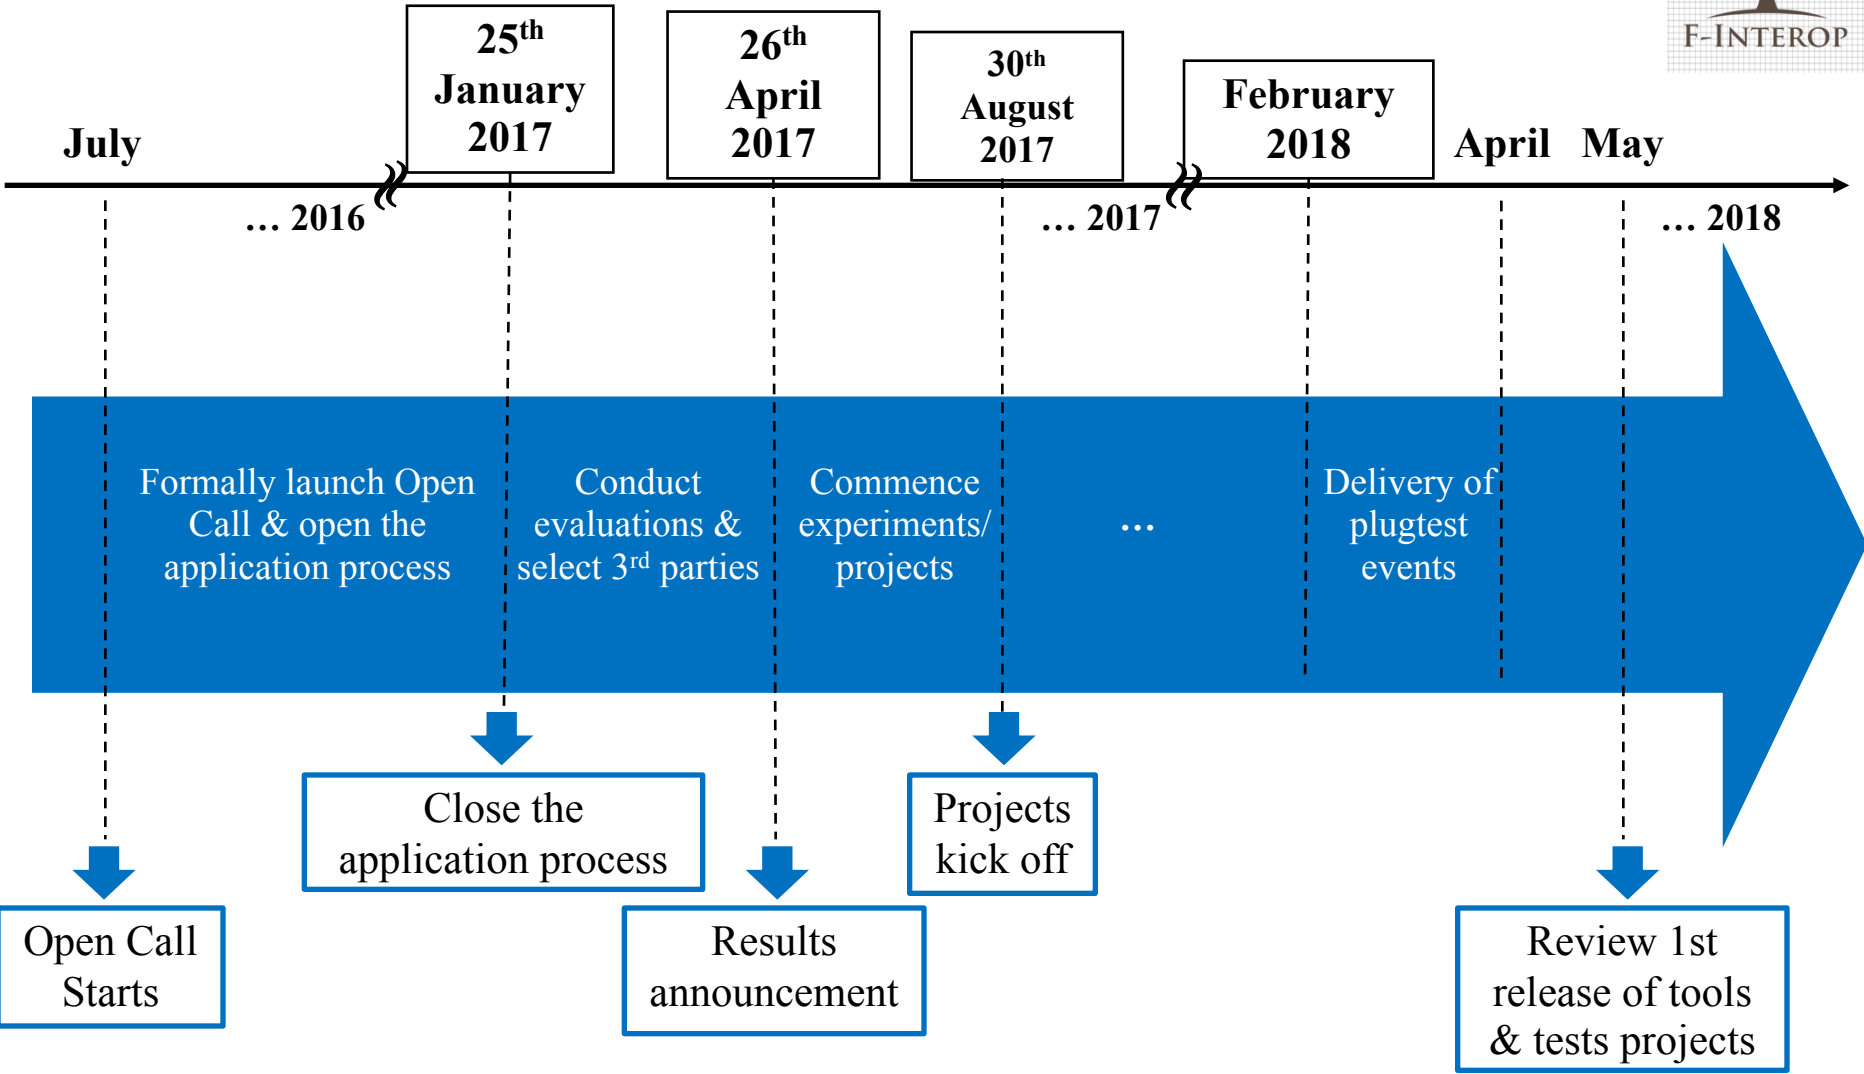 F-INTEROP
July
25th
January
2017
26th
April
2017
30th
August
2017
February
2018
April
May
... 2016
... 2017
... 2018
Formally launch Open
Call & open the
application process
Conduct
evaluations &
select 3rd parties
Commence
experiments/
projects
...
Delivery of
plugtest
events
Close the
application process
Projects
kick off
Open Call
Starts
Results
announcement
Review 1st
release of tools
& tests projects